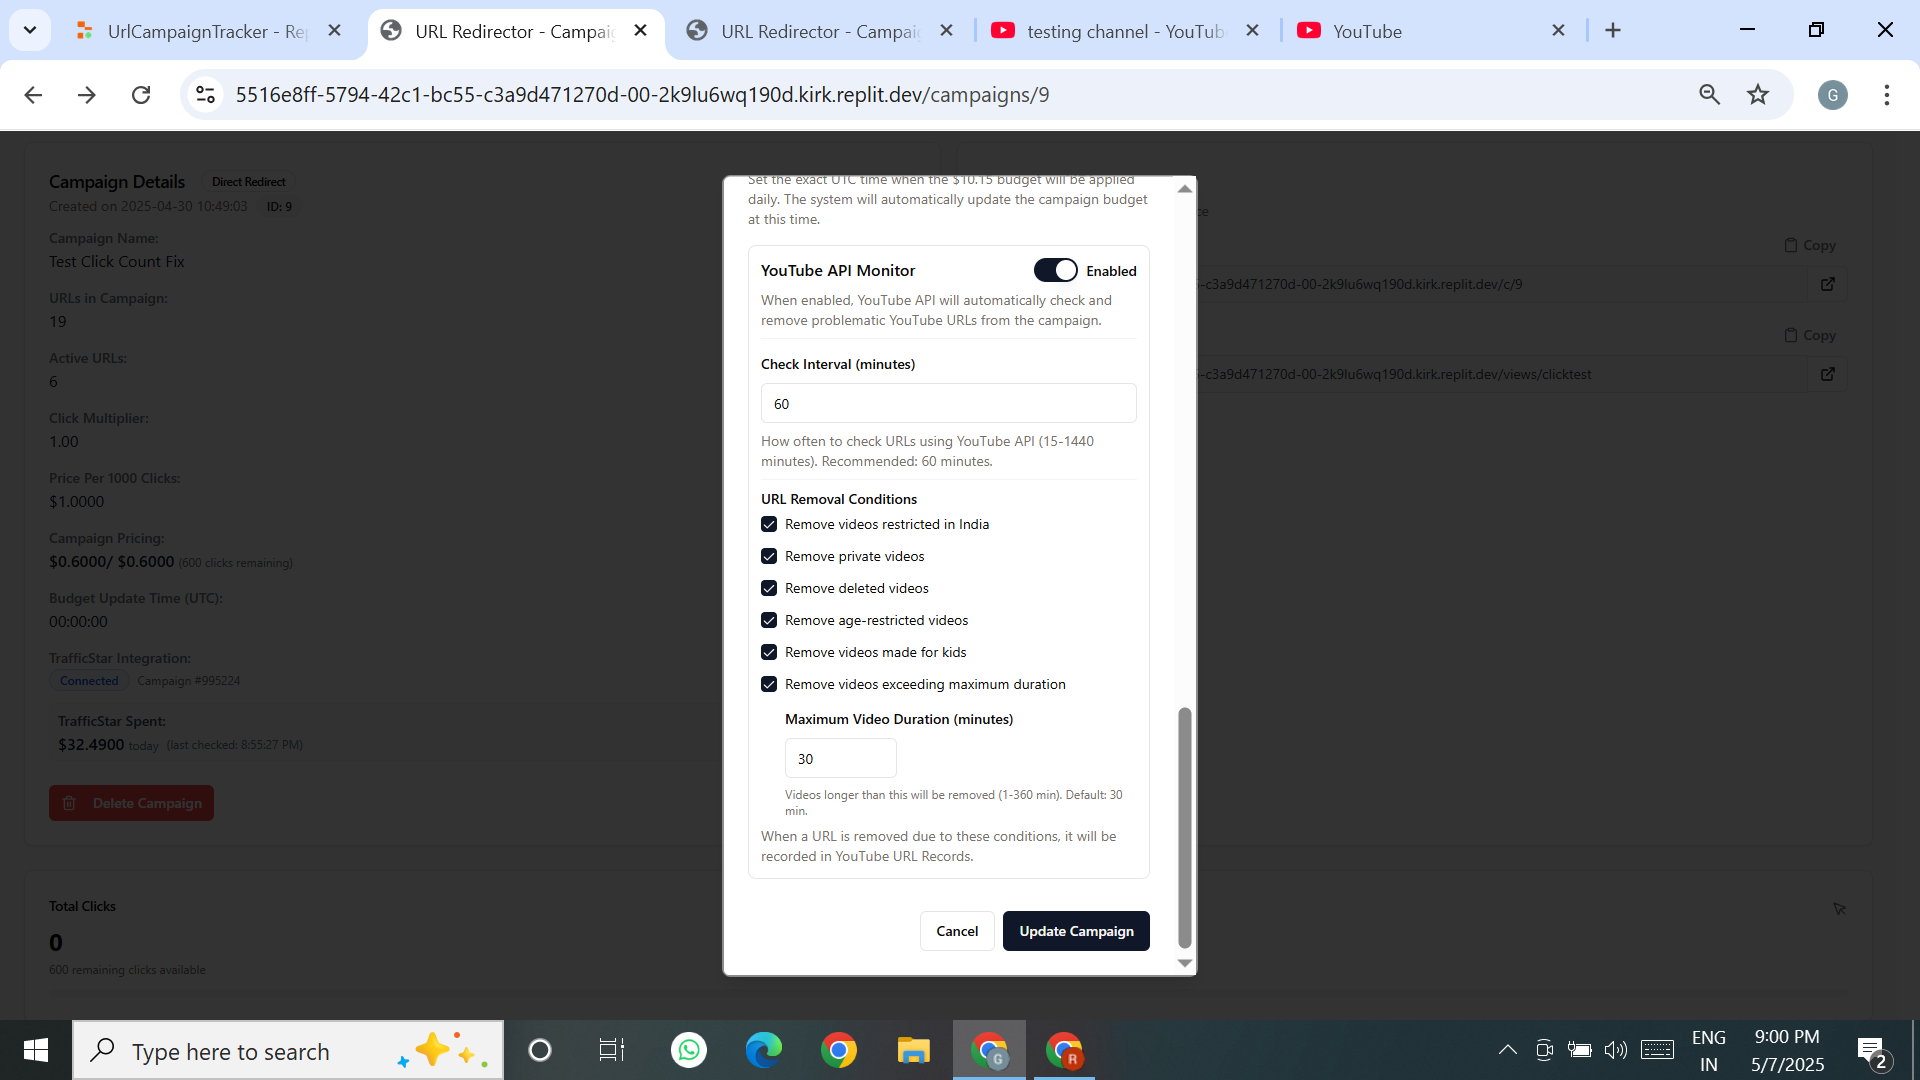 UrlCampaignTracker - Rep
URL Redirector - Campaig
URL Redirector - Campaig
testing channel - YouTub
YouTube
5516e8ff-5794-42c1-bc55-c3a9d471270d-00-2k9lu6wq190d.kirk.replit.dev/campaigns/9
G
Campaign Details
Direct Redirect
Created on 2025-04-30 10:49:03
ID: 9
Campaign Name:
Test Click Count Fix
URLs in Campaign:
19
Active URLs:
6
Click Multiplier:
1.00
Price Per 1000 Clicks:
$1.0000
Campaign Pricing:
$0.6000/ $0.6000 (600 clicks remaining)
Budget Update Time (UTC):
00:00:00
TrafficStar Integration:
Connected
Campaign #995224
TrafficStar Spent:
$32.4900 today (last checked: 8:55:27 PM)
Delete Campaign
Total Clicks
0
600 remaining clicks available
Set the exact UTC time when the $10.15 budget will be applied
daily. The system will automatically update the campaign budget
at this time.
YouTube API Monitor
Enabled
When enabled, YouTube API will automatically check and
remove problematic YouTube URLs from the campaign.
Check Interval (minutes)
60
How often to check URLs using YouTube API (15-1440
minutes). Recommended: 60 minutes.
URL Removal Conditions
Remove videos restricted in India
Remove private videos
Remove deleted videos
Remove age-restricted videos
Remove videos made for kids
Remove videos exceeding maximum duration
Maximum Video Duration (minutes)
30
Videos longer than this will be removed (1-360 min). Default: 30
min.
When a URL is removed due to these conditions, it will be
recorded in YouTube URL Records.
Cancel
Update Campaign
ce
Copy
-c3a9d471270d-00-2k9lu6wq190d.kirk.replit.dev/c/9
Copy
-c3a9d471270d-00-2k9lu6wq190d.kirk.replit.dev/views/clicktest
Type here to search
G
R
ENG
IN
9:00 PM
5/7/2025
2